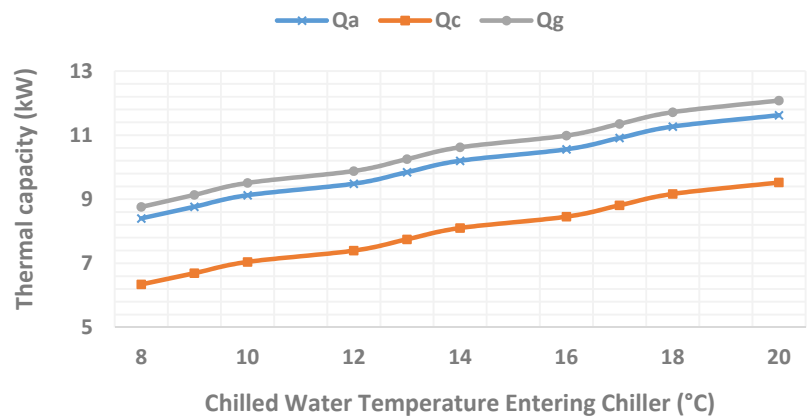 Qa Qc Qg
Thermal capacity (kW)
13
11
9
7
5
8 10 12 14 16 18 20
Chilled Water Temperature Entering Chiller (°C)